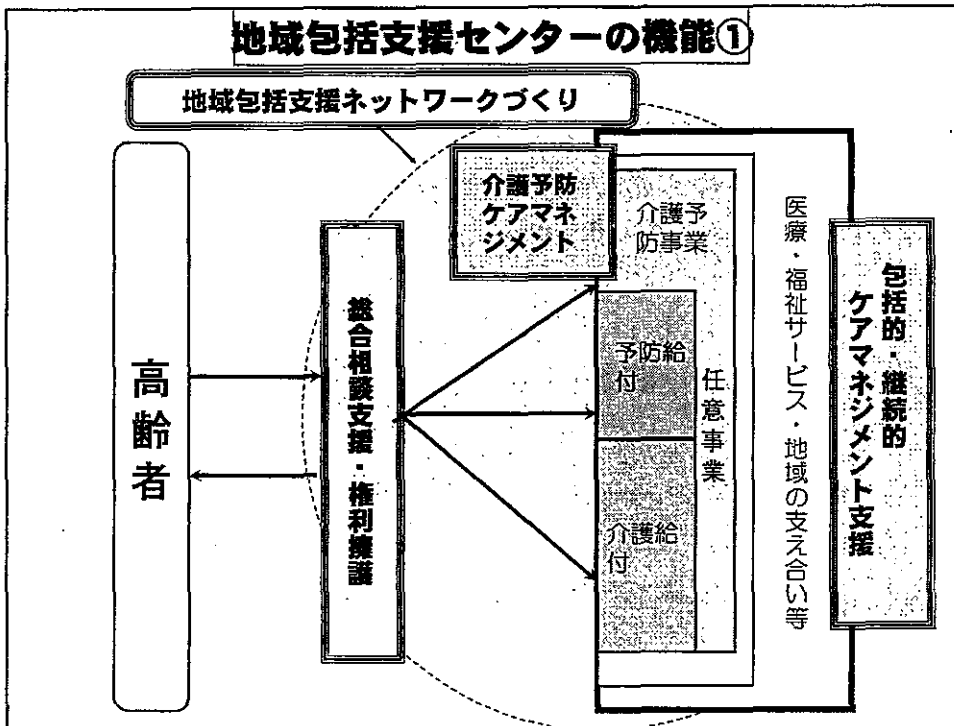 地域包括支援センターの機能①
地域包括支援ネットワークづくり
高齢者
総合相談支援・権利擁護
介護予防
ケアマネ
ジメント
介護予
防事業
予防給
付
介護給
付
任意事業
医療・福祉サービス・地域の支え合い等
包括的・継続的
ケアマネジメント支援